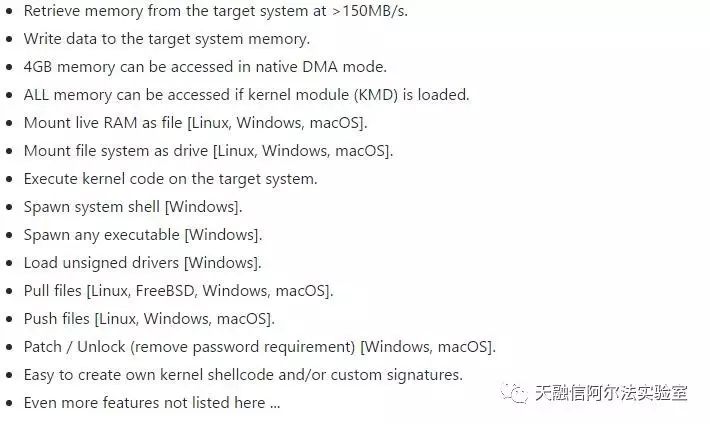 • Retrieve memory from the target system at >150MB/s.
• Write data to the target system memory.
• 4GB memory can be accessed in native DMA mode.
• ALL memory can be accessed if kernel module (KMD) is loaded.
• Mount live RAM as file [Linux, Windows, macOS].
• Mount file system as drive [Linux, Windows, macOS].
• Execute kernel code on the target system.
• Spawn system shell [Windows].
• Spawn any executable [Windows].
• Load unsigned drivers [Windows].
• Pull files [Linux, FreeBSD, Windows, macOS].
• Push files [Linux, Windows, macOS].
• Patch / Unlock (remove password requirement) [Windows, macOS].
• Easy to create own kernel shellcode and/or custom signatures.
• Even more features not listed here ...
天融信阿尔法实验室